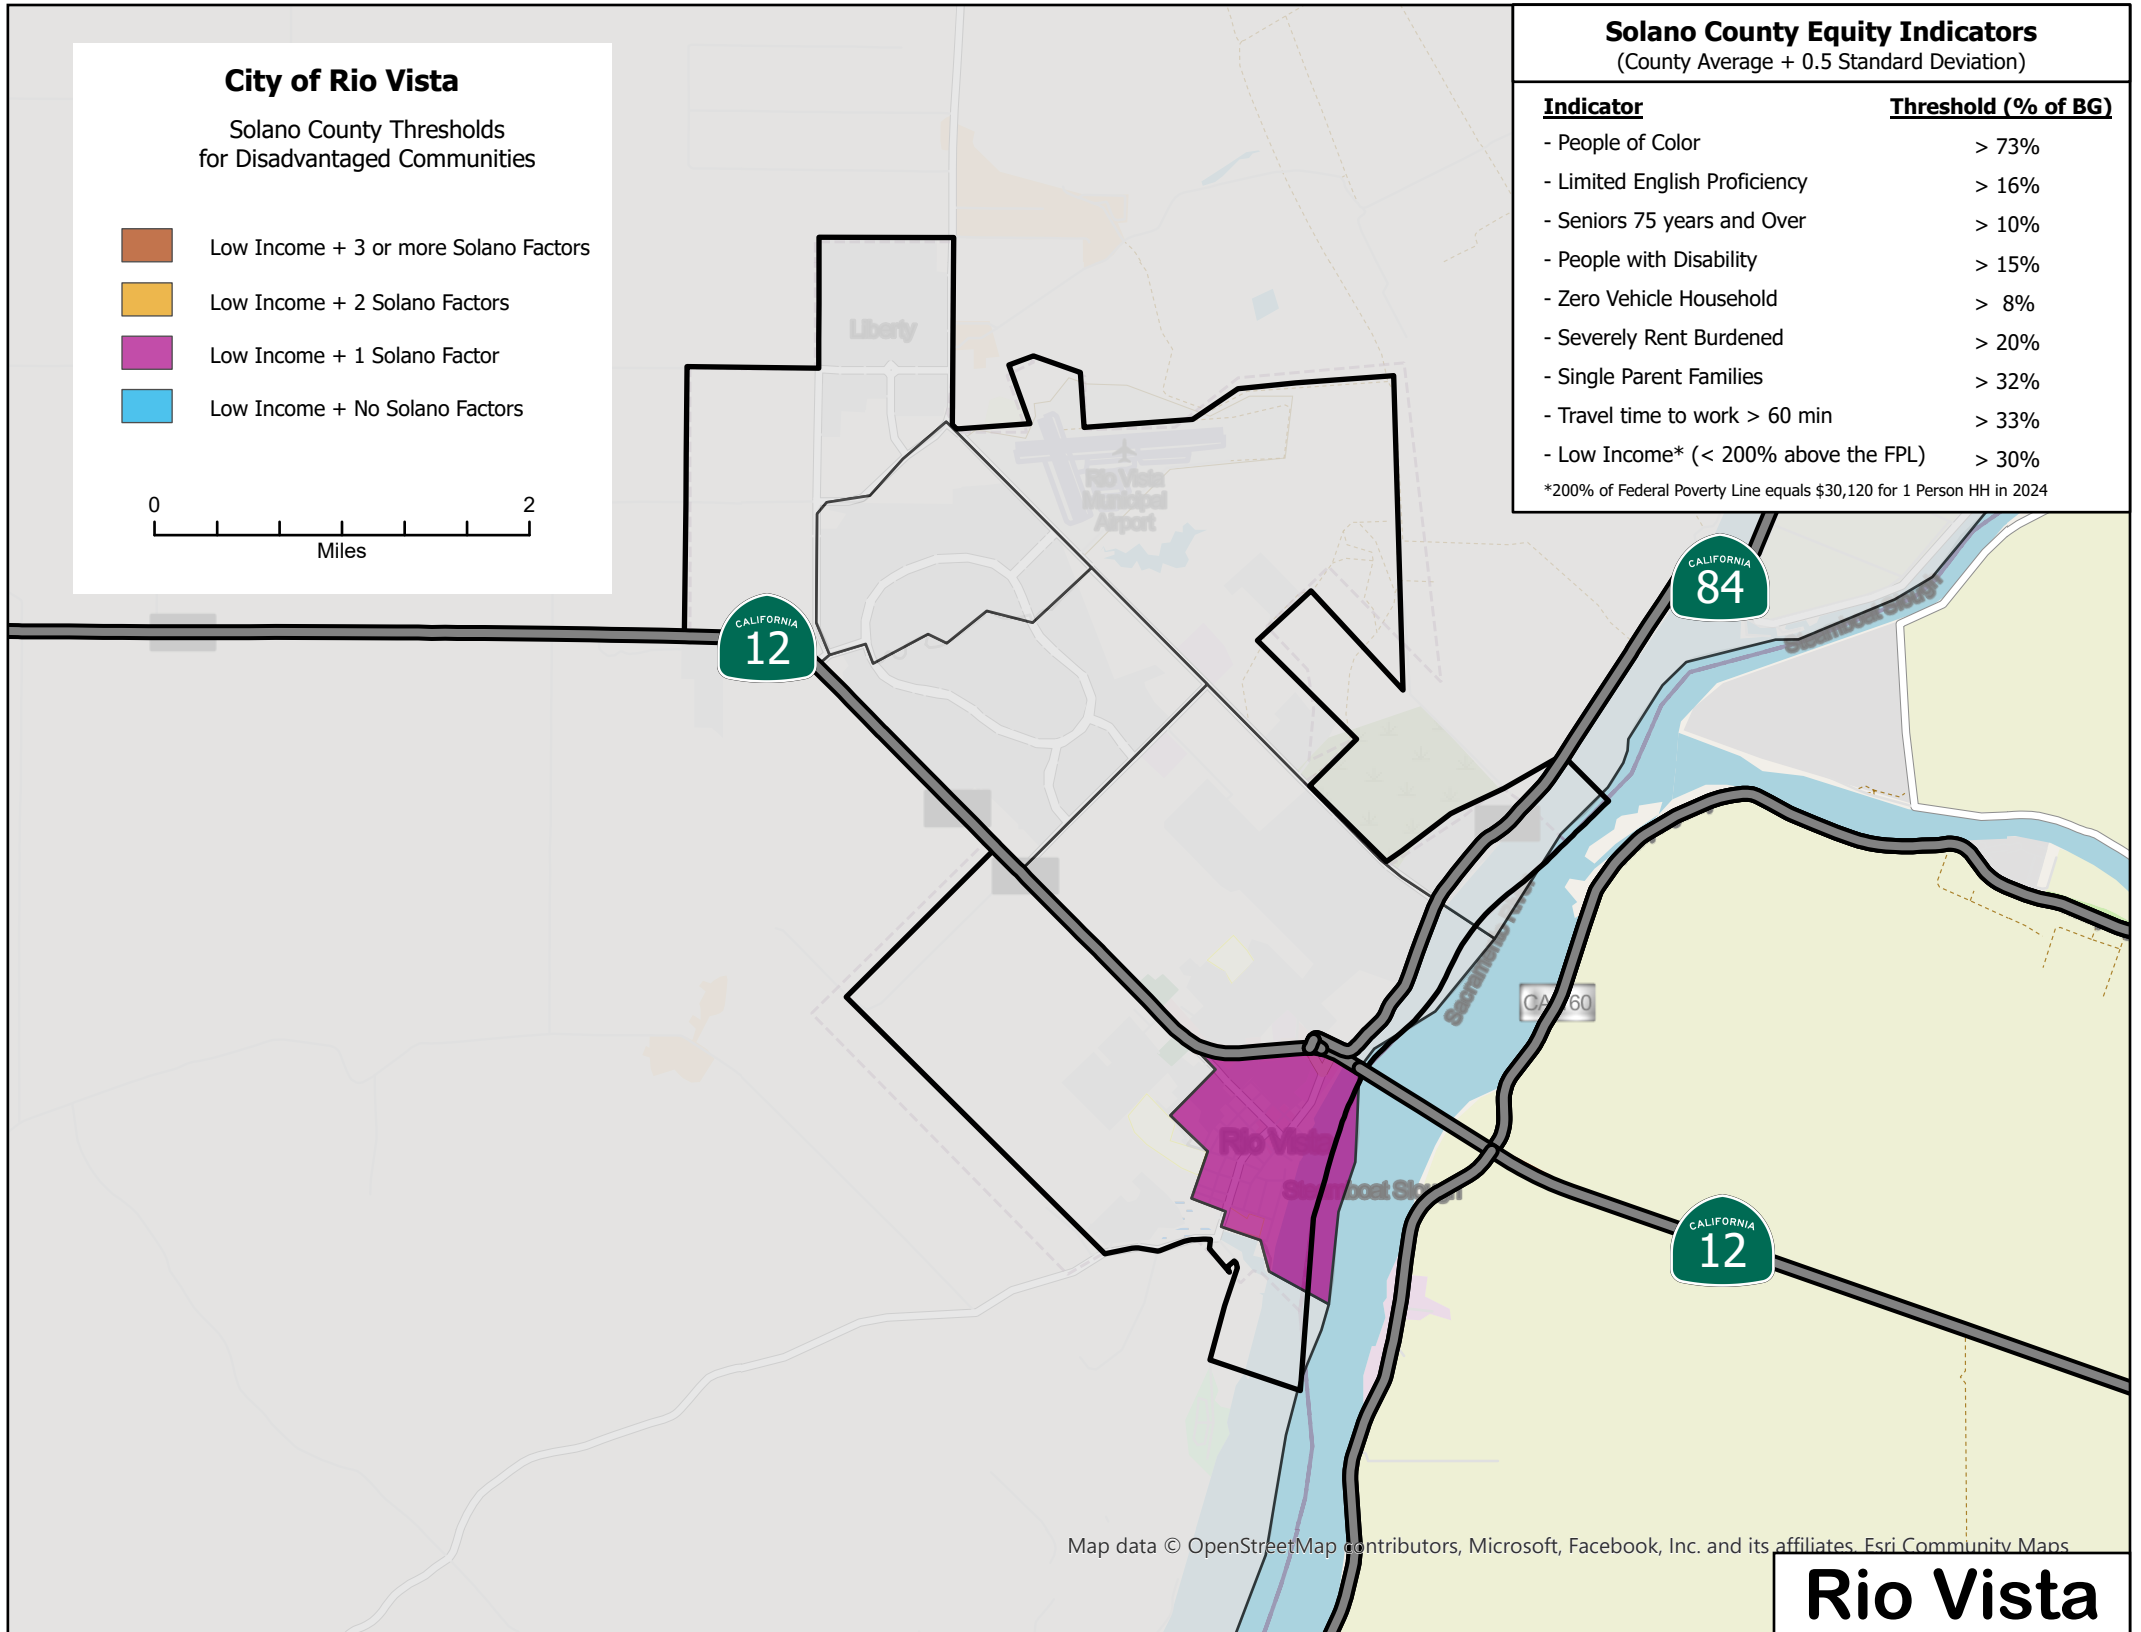 City of Rio Vista
Solano County Thresholds
for Disadvantaged Communities
Low Income + 3 or more Solano Factors
Low Income + 2 Solano Factors
Low Income + 1 Solano Factor
Low Income + No Solano Factors
0 2
Miles
Solano County Equity Indicators
(County Average + 0.5 Standard Deviation)
Indicator Threshold (% of BG)
- People of Color > 73%
- Limited English Proficiency > 16%
- Seniors 75 years and Over > 10%
- People with Disability > 15%
- Zero Vehicle Household > 8%
- Severely Rent Burdened > 20%
- Single Parent Families > 32%
- Travel time to work > 60 min > 33%
- Low Income* (< 200% above the FPL) > 30%
*200% of Federal Poverty Line equals $30,120 for 1 Person HH in 2024
Liberty
Rio Vista
Municipal
Airport
CALIFORNIA
84
Steamboat Slough
CALIFORNIA
12
Sacramento River
CA 160
Rio Vista
Steamboat Slough
CALIFORNIA
12
Map data © OpenStreetMap contributors, Microsoft, Facebook, Inc. and its affiliates, Esri Community Maps
Rio Vista